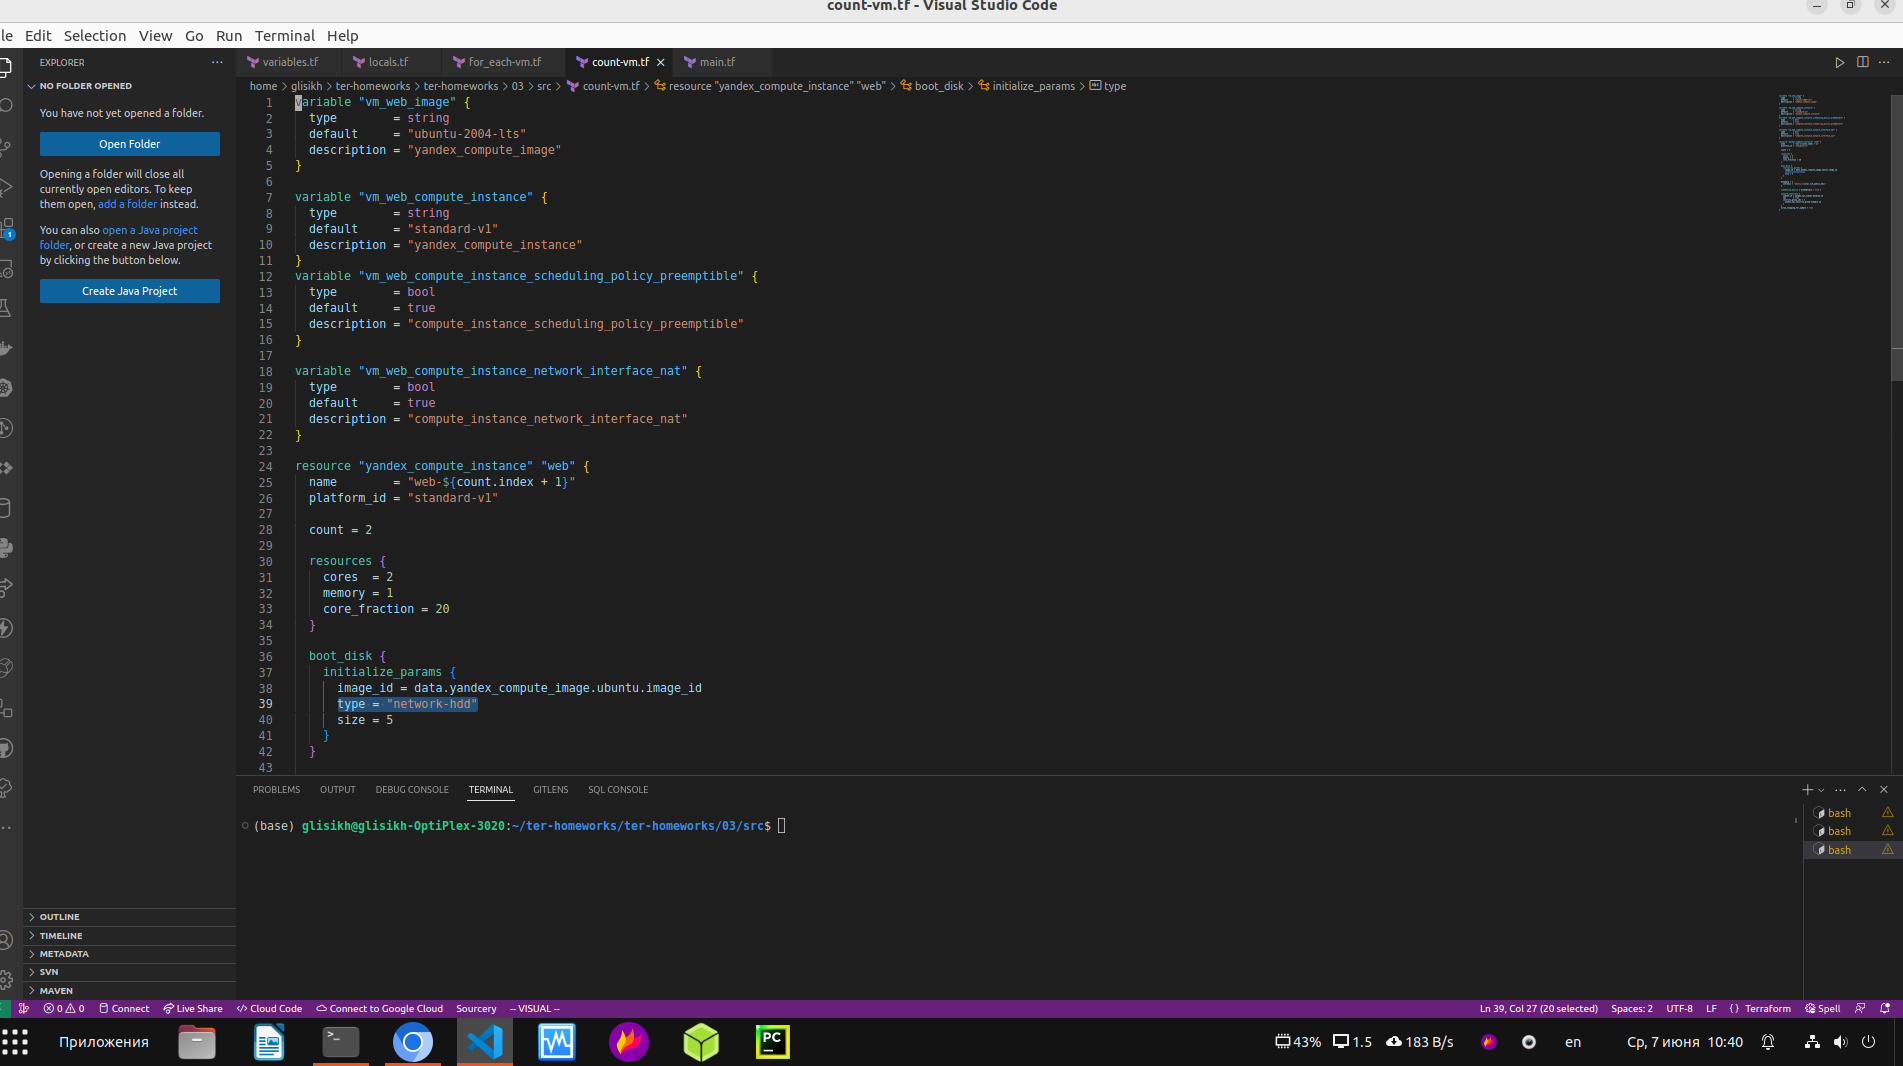 count-vm.tf - Visual Studio Code
le Edit Selection View Go Run Terminal Help
EXPLORER
NO FOLDER OPENED
You have not yet opened a folder.
Open Folder
Opening a folder will close all
currently open editors. To keep
them open, add a folder instead.
You can also open a Java project
folder, or create a new Java project
by clicking the button below.
Create Java Project
OUTLINE
TIMELINE
METADATA
SVN
MAVEN
variables.tf locals.tf for_each-vm.tf count-vm.tf main.tf
home > glisikh > ter-homeworks > ter-homeworks > 03 > src > count-vm.tf > resource "yandex_compute_instance" "web" > boot_disk > initialize_params > type
1 variable "vm_web_image" {
2   type        = string
3   default     = "ubuntu-2004-lts"
4   description = "yandex_compute_image"
5 }
6
7 variable "vm_web_compute_instance" {
8   type        = string
9   default     = "standard-v1"
10   description = "yandex_compute_instance"
11 }
12 variable "vm_web_compute_instance_scheduling_policy_preemptible" {
13   type        = bool
14   default     = true
15   description = "compute_instance_scheduling_policy_preemptible"
16 }
17
18 variable "vm_web_compute_instance_network_interface_nat" {
19   type        = bool
20   default     = true
21   description = "compute_instance_network_interface_nat"
22 }
23
24 resource "yandex_compute_instance" "web" {
25   name        = "web-${count.index + 1}"
26   platform_id = "standard-v1"
27
28   count = 2
29
30   resources {
31     cores  = 2
32     memory = 1
33     core_fraction = 20
34   }
35
36   boot_disk {
37     initialize_params {
38       image_id = data.yandex_compute_image.ubuntu.image_id
39       type = "network-hdd"
40       size = 5
41     }
42   }
43
PROBLEMS OUTPUT DEBUG CONSOLE TERMINAL GITLENS SQL CONSOLE
(base) glisikh@glisikh-OptiPlex-3020:~/ter-homeworks/ter-homeworks/03/src$
bash
bash
bash
0 0 Connect Live Share Cloud Code Connect to Google Cloud Sourcery -- VISUAL --
Ln 39, Col 27 (20 selected) Spaces: 2 UTF-8 LF {} Terraform Spell
Приложения
PC
43% 1.5 183 B/s en Ср, 7 июня 10:40